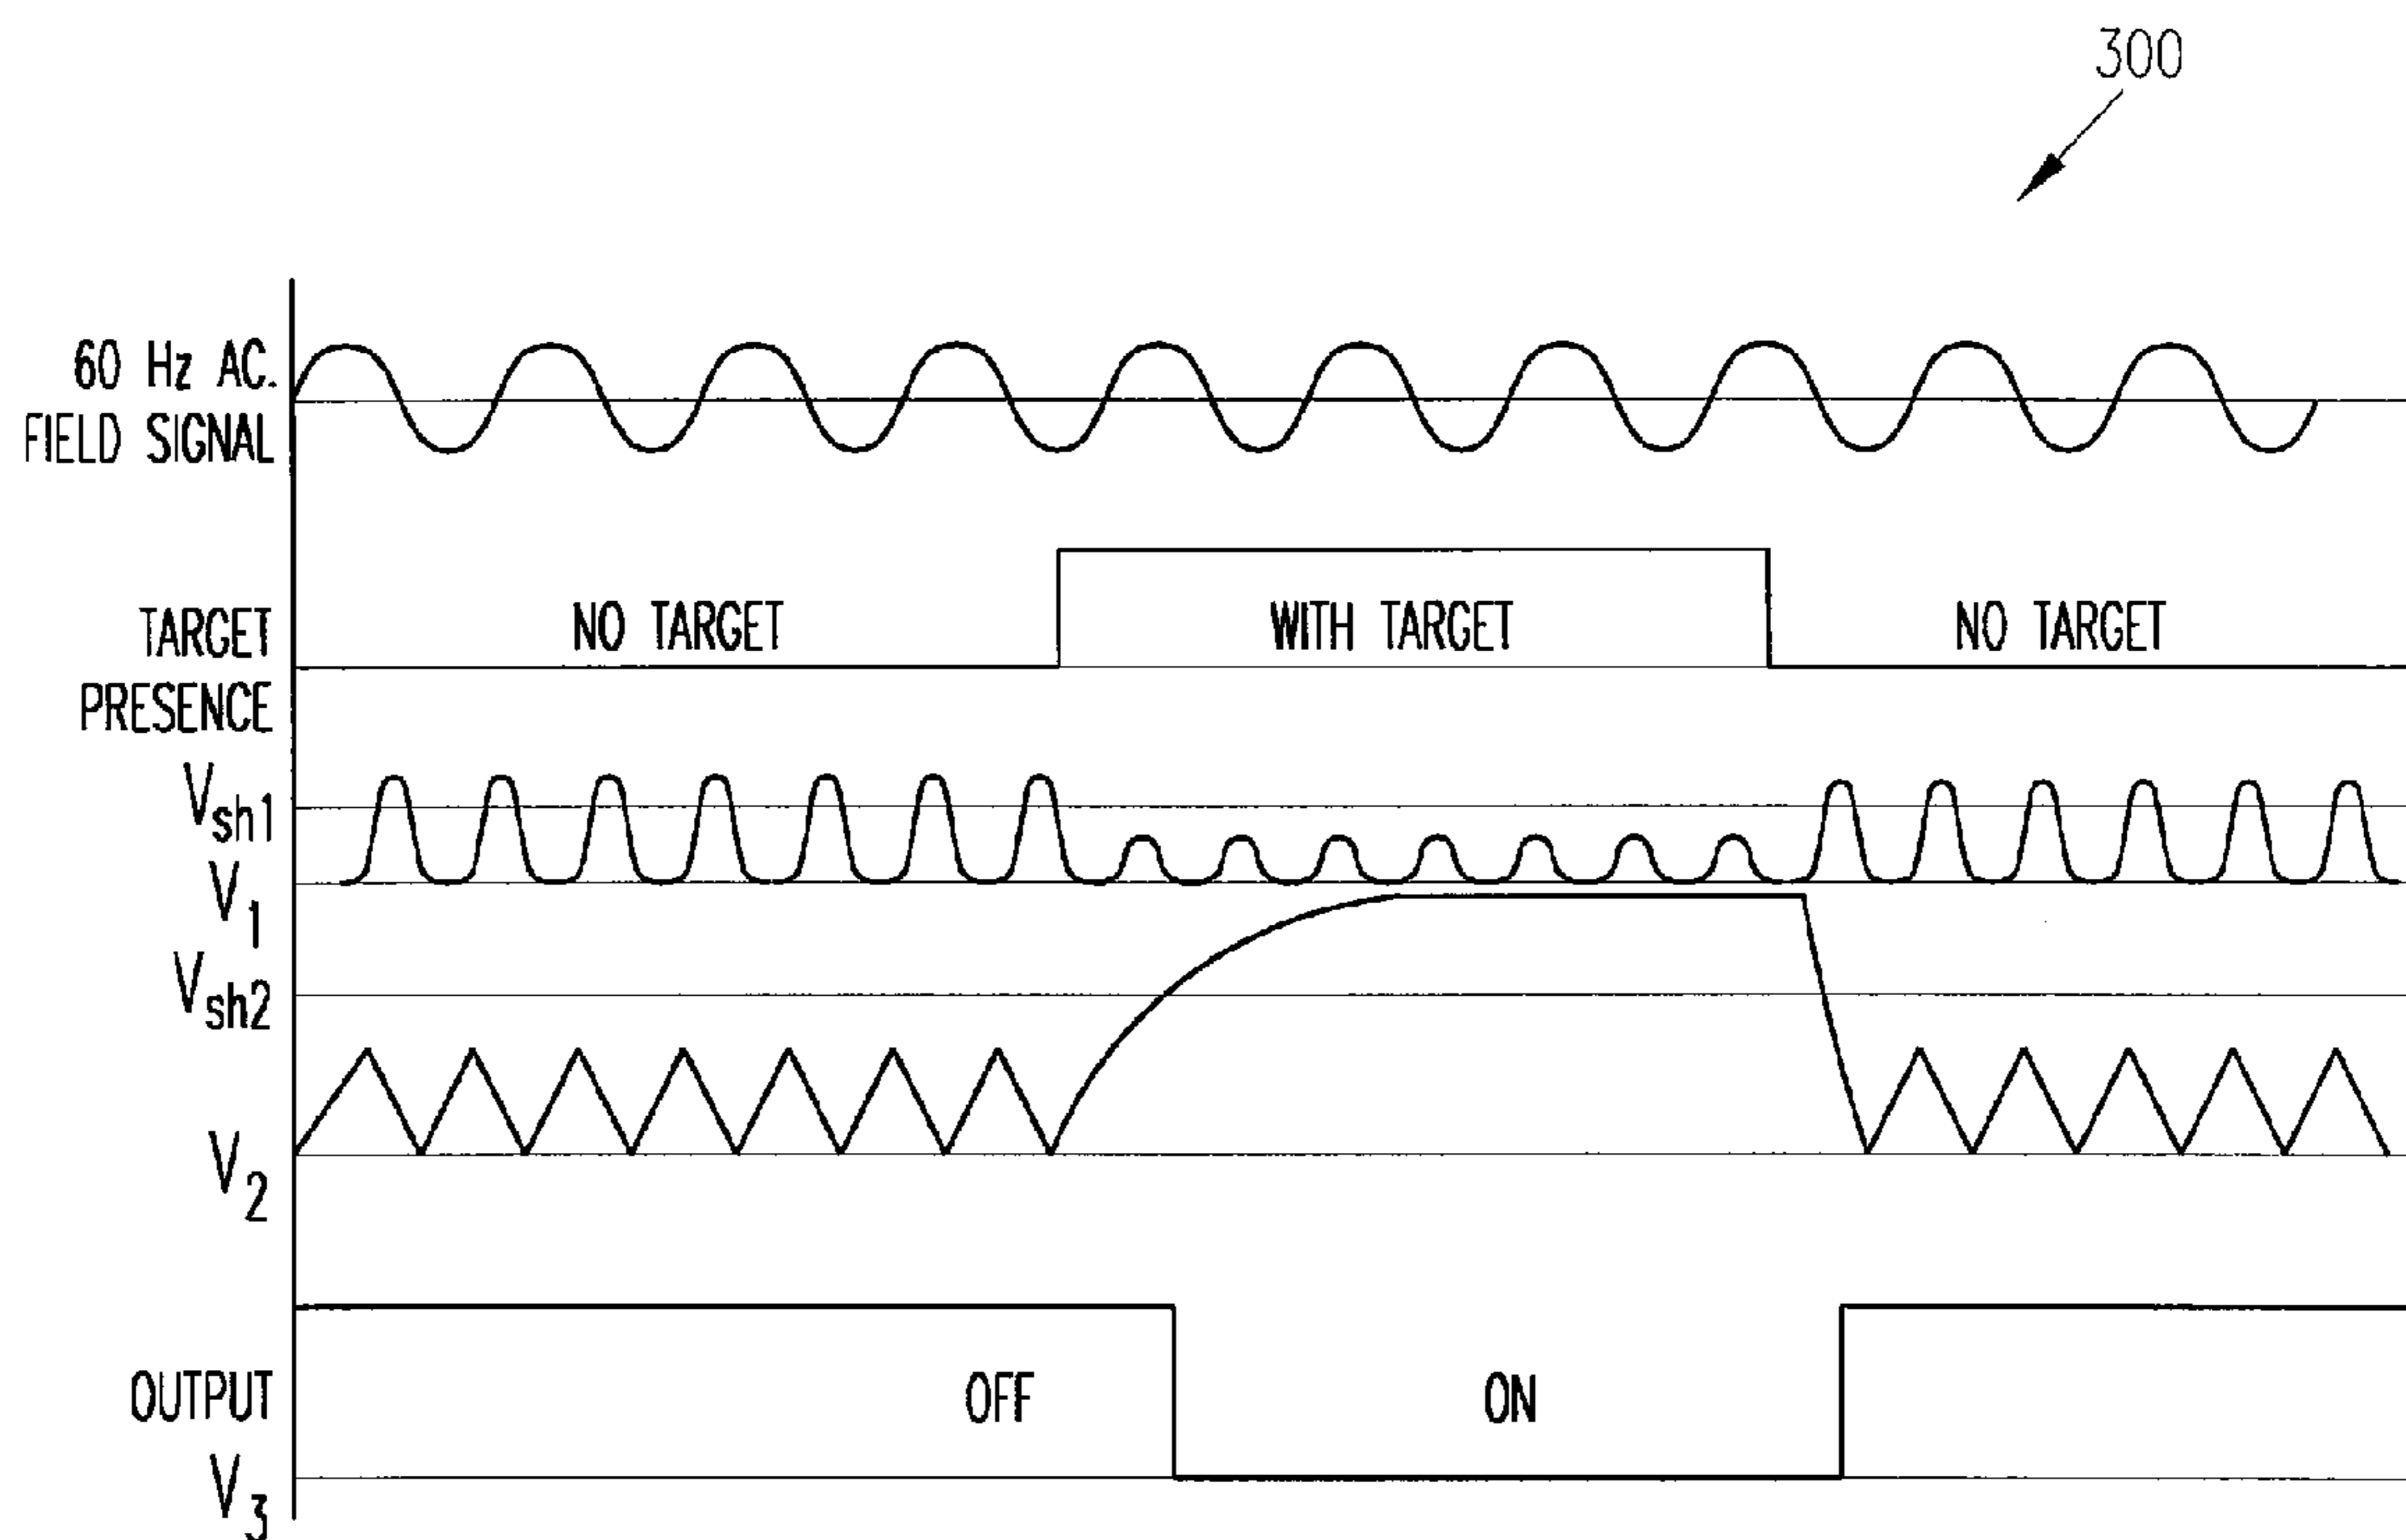 300
60 Hz AC.
FIELD SIGNAL
NO TARGET
WITH TARGET
NO TARGET
TARGET
PRESENCE
Vsh1
V1
Vsh2
V2
OUTPUT
OFF
ON
V3